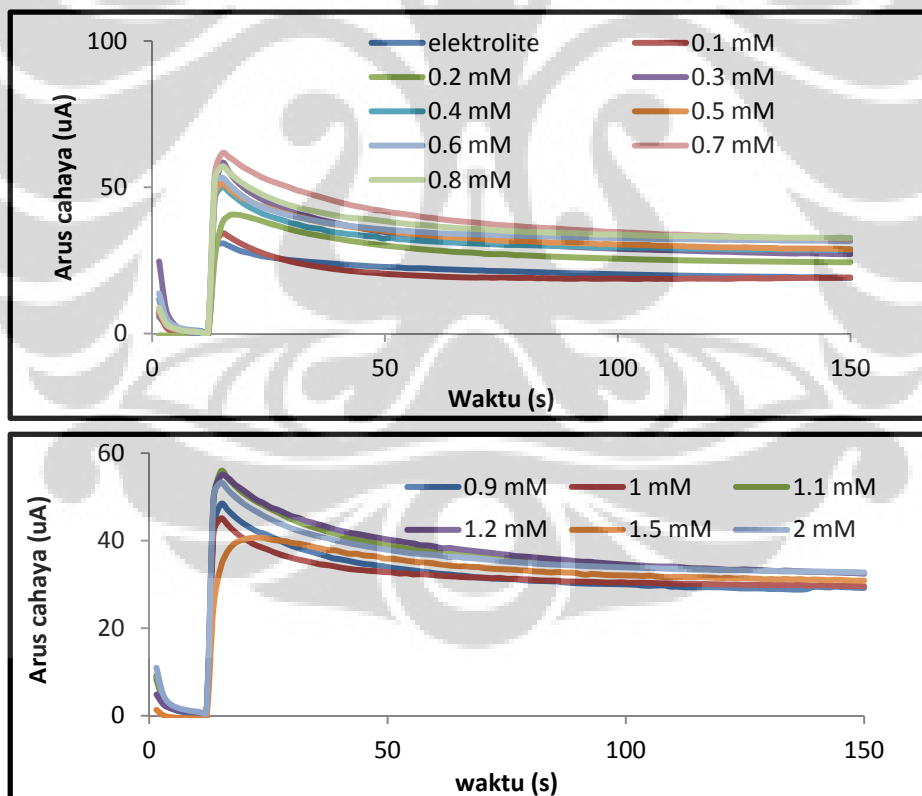 100
elektrolite 0.1 mM
0.2 mM 0.3 mM
0.4 mM 0.5 mM
0.6 mM 0.7 mM
0.8 mM
Arus cahaya (uA)
50
0
0 50 100 150
Waktu (s)
60
0.9 mM 1 mM 1.1 mM
1.2 mM 1.5 mM 2 mM
Arus cahaya (uA)
40
20
0
0 50 100 150
waktu (s)